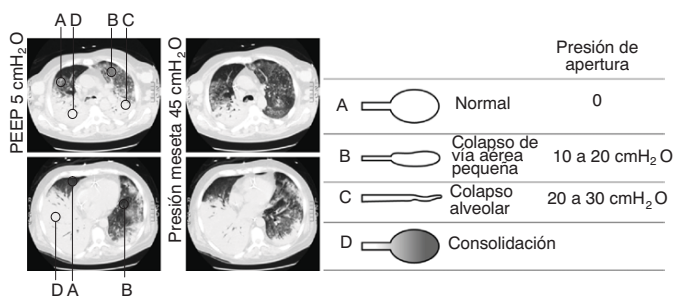 A D B C
PEEP 5 cmH2O
Presión meseta 45 cmH2O
D A B
Presión de
apertura
A Normal 0
B Colapso de
vía aérea
pequeña
10 a 20 cmH2O
C Colapso
alveolar
20 a 30 cmH2O
D Consolidación